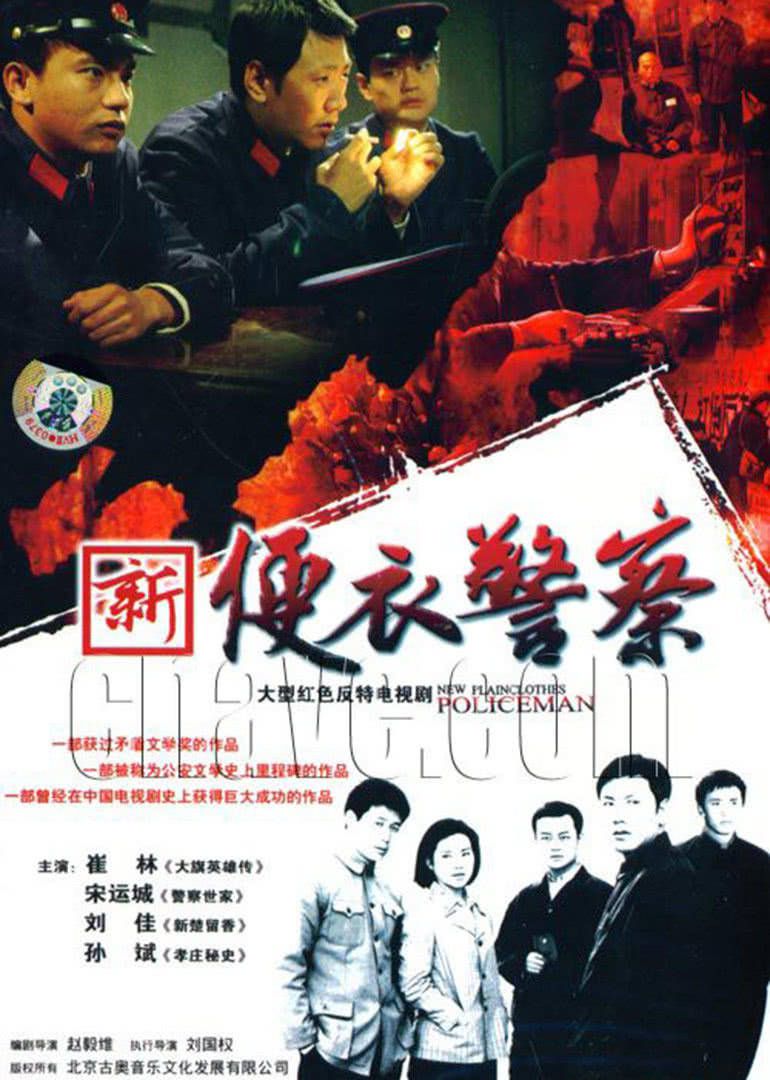 HVⅢ●0379
新 便衣警察
大型红色反特电视剧 NEW PLAINCLOTHES
POLICEMAN
chave.com
一部获过矛盾文学奖的作品
一部被称为公安文学史上里程碑的作品
一部曾经在中国电视剧史上获得巨大成功的作品
主演: 崔 林《大旗英雄传》
宋运城《警察世家》
刘 佳《新楚留香》
孙 斌《孝庄秘史》
编剧导演 赵毅维 执行导演 刘国权
版权所有 北京古奥音乐文化发展有限公司